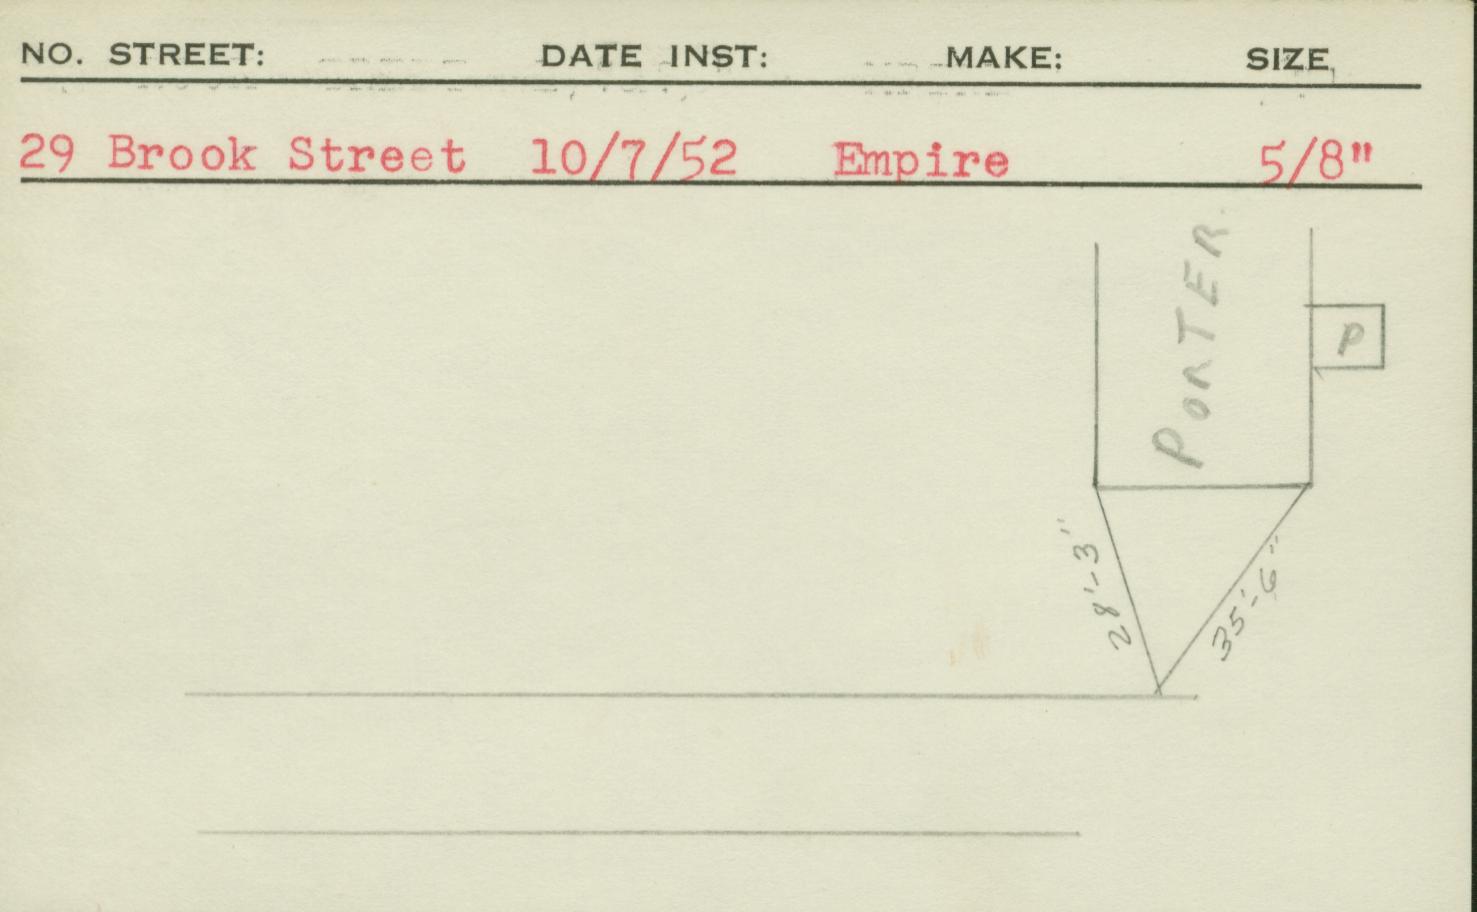 NO. STREET: DATE INST: MAKE: SIZE
29 Brook Street 10/7/52 Empire 5/8"
PORTER
P
28'-3"
35'-6"